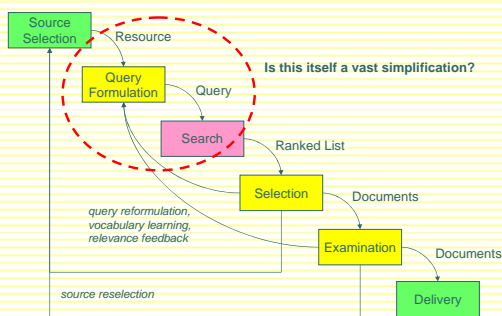 Source
Selection
Resource
Is this itself a vast simplification?
Query
Formulation
Query
Search
Ranked List
Selection
Documents
query reformulation,
vocabulary learning,
relevance feedback
Examination
Documents
source reselection
Delivery